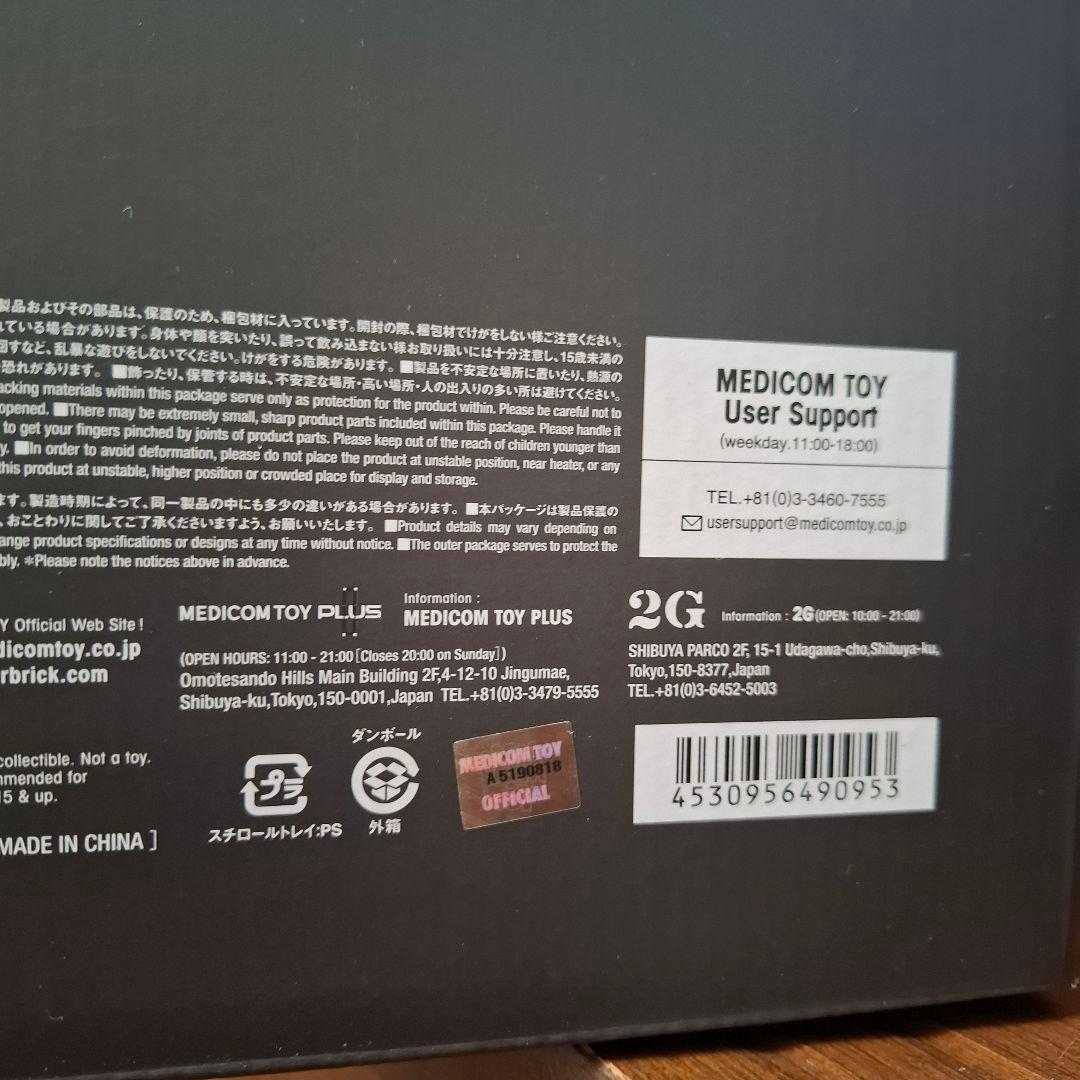 製品およびその部品は、保護のため、梱包材に入っています。開封の際、梱包材でけがをしない様ご注意ください。
れている場合があります。身体や顔を突いたり、誤って飲み込まない様お取り扱いには十分注意し、15歳未満の
回すなど、乱暴な遊びをしないでください。けがをする危険があります。 ■製品を不安定な場所に置いたり、熱源の
恐れがあります。 ■飾ったり、保管する時は、不安定な場所・高い場所・人の出入りの多い所は避けてください。
acking materials within this package serve only as protection for the product within. Please be careful not to
opened. ■There may be extremely small, sharp product parts included within this package. Please handle it
to get your fingers pinched by joints of product parts. Please keep out of the reach of children younger than
y. ■In order to avoid deformation, please do not place the product at unstable position, near heater, or any
this product at unstable, higher position or crowded place for display and storage.
ます。製造時期によって、同一製品の中にも多少の違いがある場合があります。 ■本パッケージは製品保護の
、おことわりに関してご了承くださいますよう、お願いいたします。 ■Product details may vary depending on
ange product specifications or designs at any time without notice. ■The outer package serves to protect the
bly. *Please note the notices above in advance.
MEDICOM TOY
User Support
(weekday.11:00-18:00)
TEL.+81(0)3-3460-7555
usersupport@medicomtoy.co.jp
Y Official Web Site !
dicomtoy.co.jp
rbrick.com
MEDICOM TOY PLUS
Information :
MEDICOM TOY PLUS
(OPEN HOURS: 11:00 - 21:00 [Closes 20:00 on Sunday])
Omotesando Hills Main Building 2F,4-12-10 Jingumae,
Shibuya-ku,Tokyo,150-0001,Japan TEL.+81(0)3-3479-5555
2G Information : 2G (OPEN: 10:00 - 21:00)
SHIBUYA PARCO 2F, 15-1 Udagawa-cho,Shibuya-ku,
Tokyo,150-8377,Japan
TEL.+81(0)3-6452-5003
collectible. Not a toy.
mmended for
15 & up.
MADE IN CHINA ]
プラ
スチロールトレイ:PS
ダンボール
外箱
MEDICOM TOY
A 5190818
OFFICIAL
4530956490953